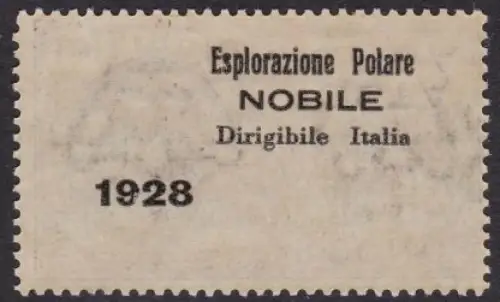 Esplorazione Polare
NOBILE
Dirigibile Italia
1928